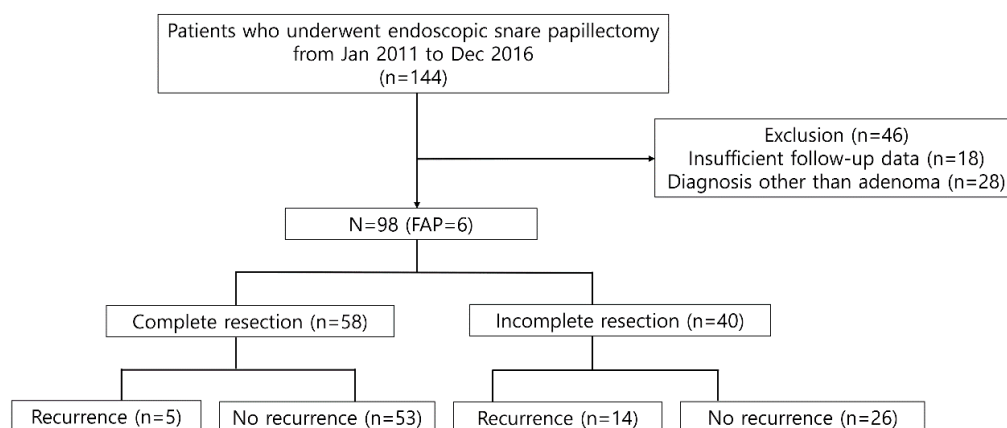 Patients who underwent endoscopic snare papillectomy
from Jan 2011 to Dec 2016
(n=144)
Exclusion (n=46)
Insufficient follow-up data (n=18)
Diagnosis other than adenoma (n=28)
N=98 (FAP=6)
Complete resection (n=58)
Incomplete resection (n=40)
Recurrence (n=5)
No recurrence (n=53)
Recurrence (n=14)
No recurrence (n=26)